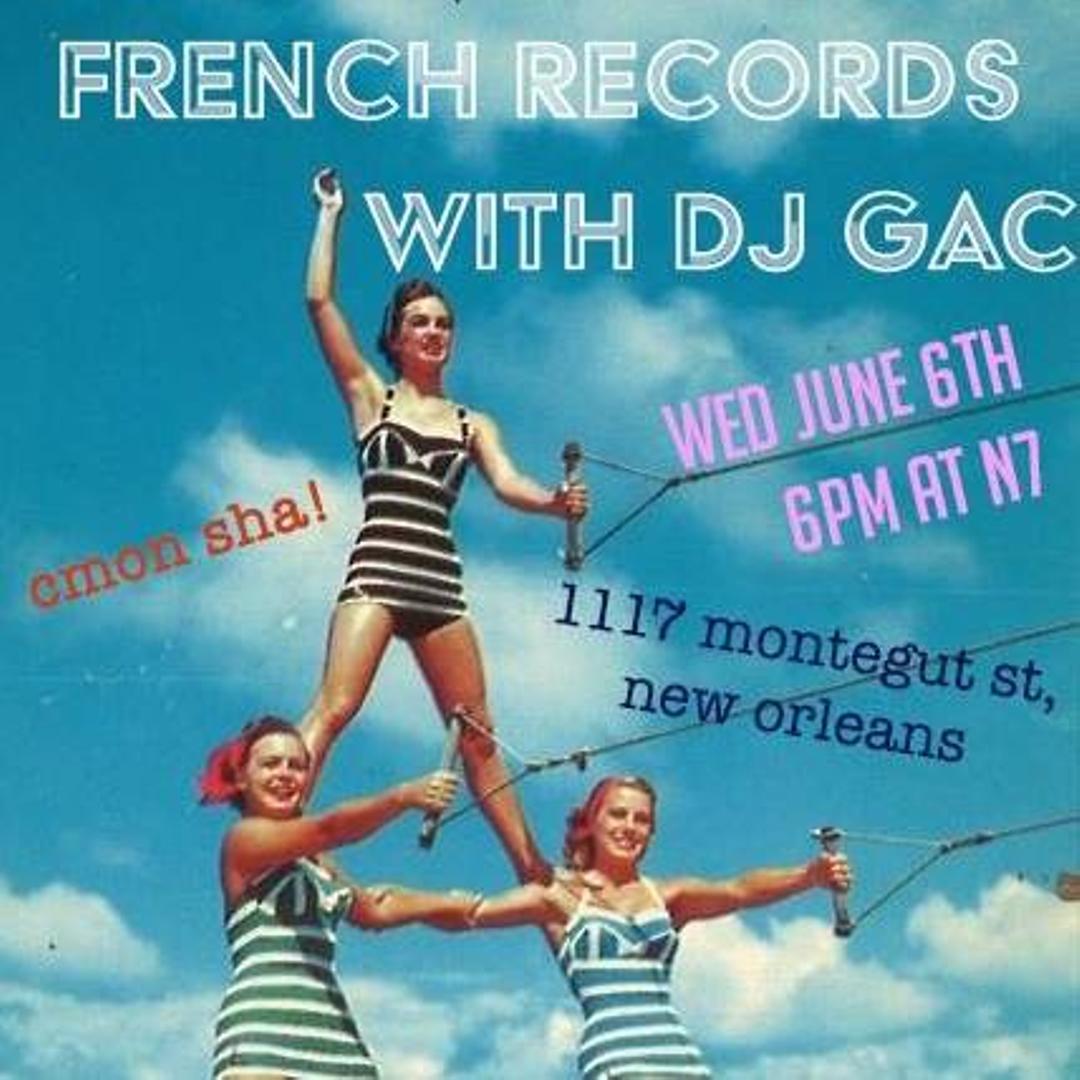 FRENCH RECORDS
WITH DJ GAC
WED JUNE 6TH
6PM AT N7
cmon sha!
1117 montegut st,
new orleans